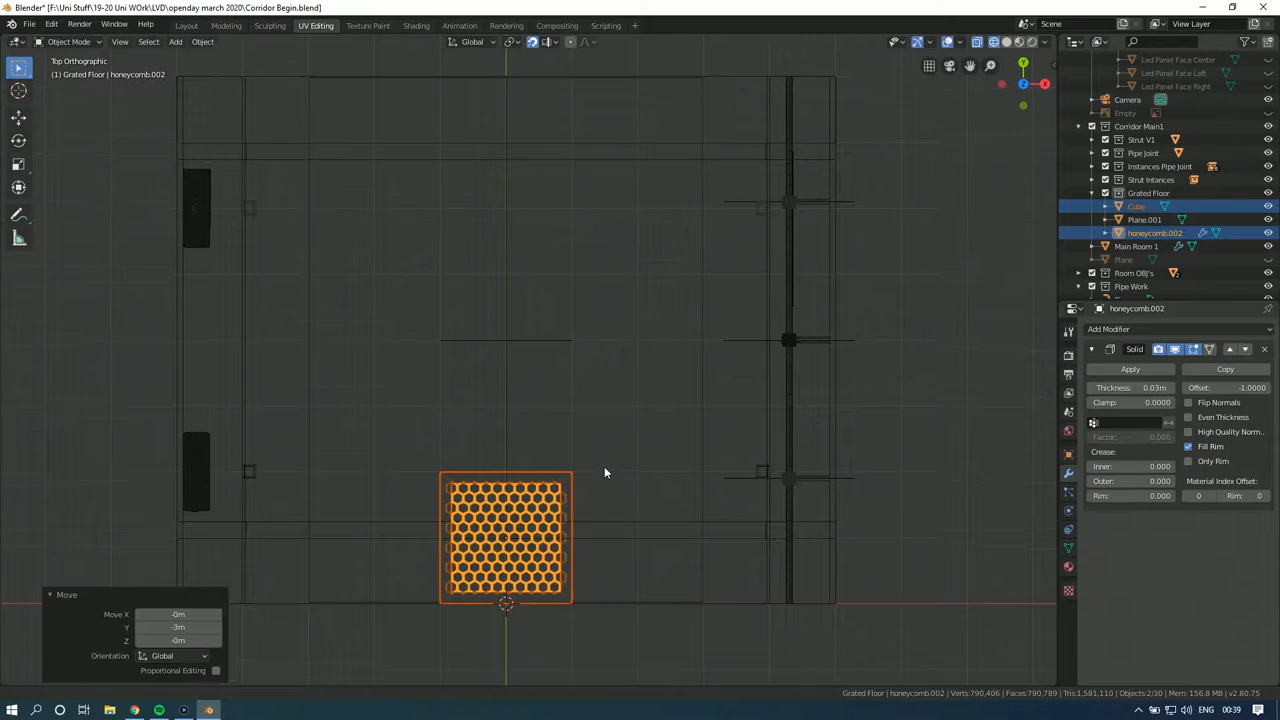 Blender* [F:\Uni Stuff\19-20 Uni WOrk\LVD\openday march 2020\Corridor Begin.blend]
File Edit Render Window Help Layout Modeling Sculpting UV Editing Texture Paint Shading Animation Rendering Compositing Scripting + Scene View Layer
Object Mode View Select Add Object Global
Top Orthographic
(1) Grated Floor | honeycomb.002
Y
X
Z
Led Panel Face Center
Led Panel Face Left
Led Panel Face Right
Camera
Empty
Corridor Main1
Strut V1
Pipe Joint
Instances Pipe Joint
Strut Intances
Grated Floor
Cube
Plane.001
honeycomb.002
Main Room 1
Plane
Room OBJ's
Pipe Work
honeycomb.002
Add Modifier
Solid
Apply Copy
Thickness: 0.03m Offset: -1.0000
Clamp: 0.0000 Flip Normals
Even Thickness
Factor: 0.000 High Quality Norm..
Crease: Fill Rim
Inner: 0.000 Only Rim
Outer: 0.000 Material Index Offset:
Rim: 0.000 0 Rim: 0
Move
Move X -0m
Y -3m
Z -0m
Orientation Global
Proportional Editing
Grated Floor | honeycomb.002 | Verts:790,406 | Faces:790,789 | Tris:1,581,110 | Objects:2/30 | Mem: 156.8 MB | v2.80.75
ENG 00:39